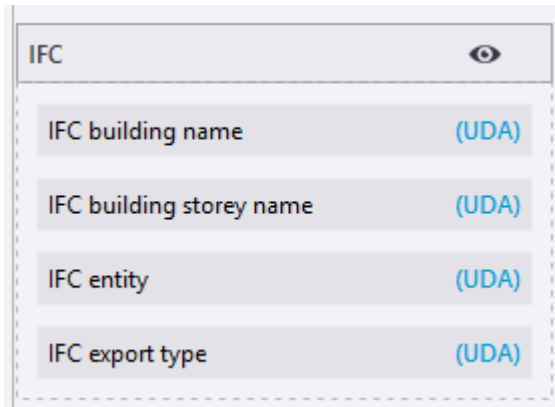 IFC
IFC building name (UDA)
IFC building storey name (UDA)
IFC entity (UDA)
IFC export type (UDA)